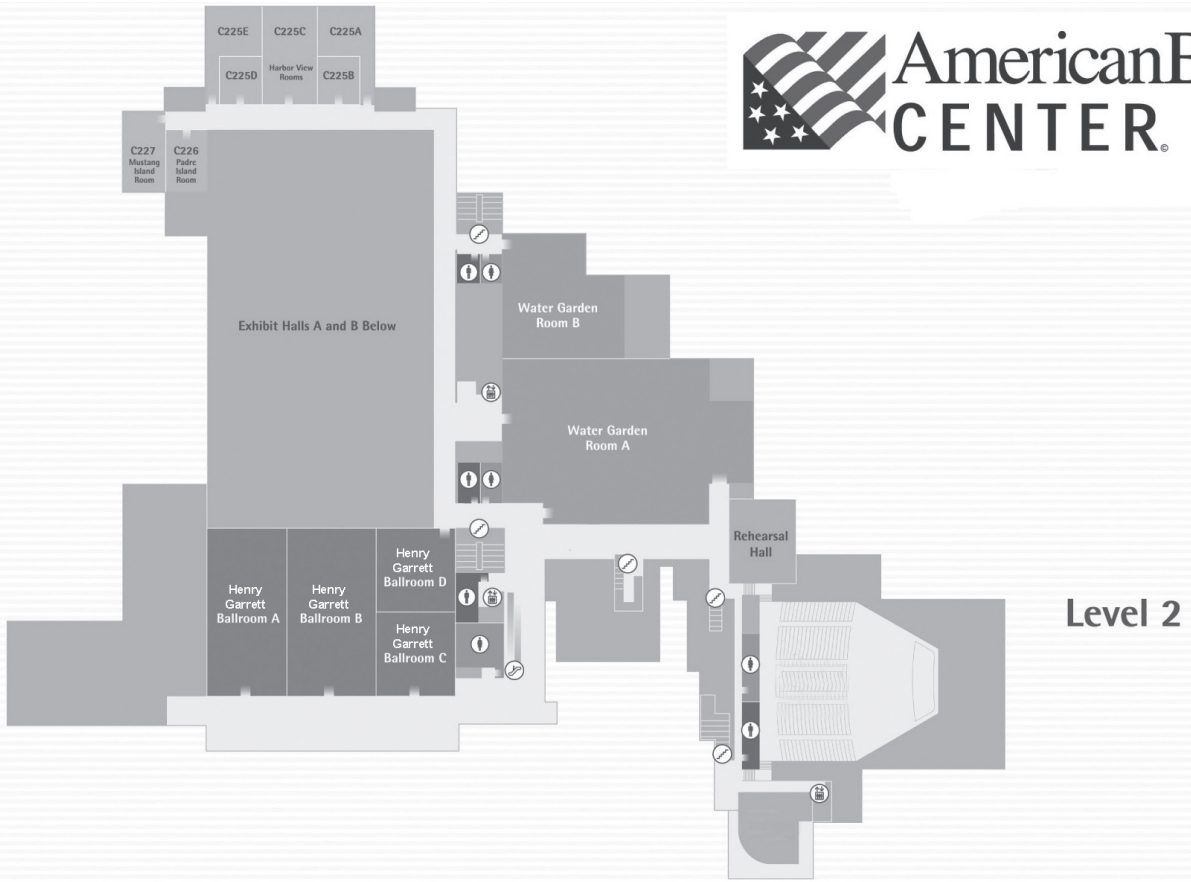 C225E C225C C225A
C225D Harbor View C225B
Rooms
AmericanB
CENTER©
C227
Mustang
Island
Room
C226
Padre
Island
Room
Exhibit Halls A and B Below
Water Garden
Room B
Water Garden
Room A
Rehearsal
Hall
Henry
Garrett
Ballroom A
Henry
Garrett
Ballroom B
Henry
Garrett
Ballroom D
Henry
Garrett
Ballroom C
Level 2